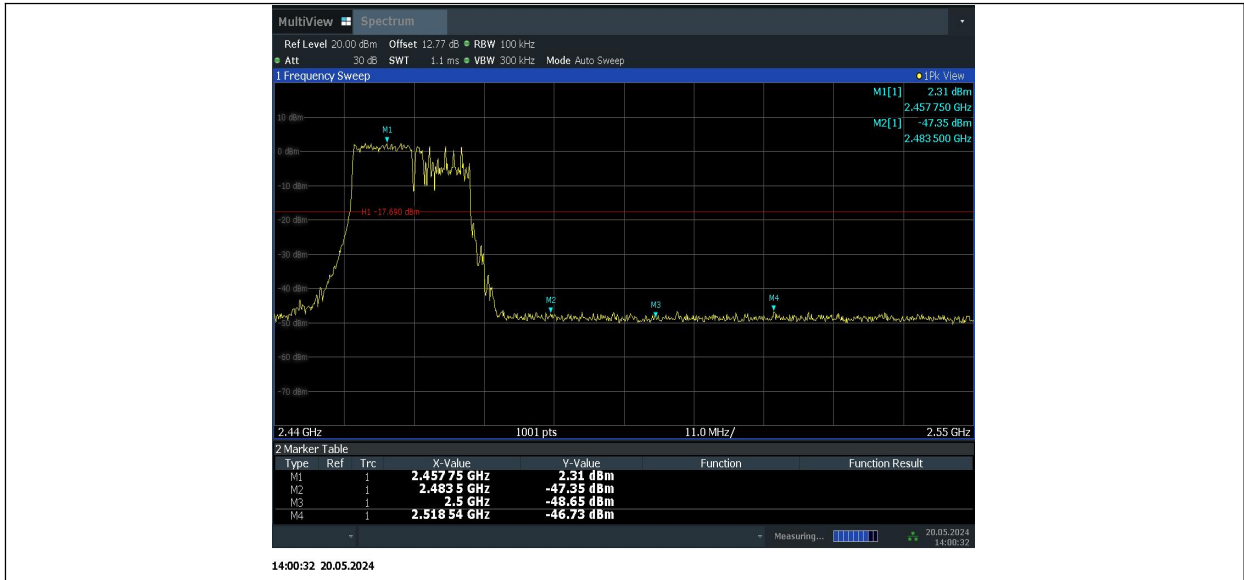 MultiView Spectrum
Ref Level 20.00 dBm Offset 12.77 dB RBW 100 kHz
Att 30 dB SWT 1.1 ms VBW 300 kHz Mode Auto Sweep
1 Frequency Sweep 1Pk View
M1[1] 2.31 dBm
2.457 750 GHz
M2[1] -47.35 dBm
2.483 500 GHz
10 dBm
M1
0 dBm
-10 dBm
H1 -17.690 dBm
-20 dBm
-30 dBm
-40 dBm
M2 M3 M4
-50 dBm
-60 dBm
-70 dBm
2.44 GHz 1001 pts 11.0 MHz/ 2.55 GHz
2 Marker Table
Type Ref Trc X-Value Y-Value Function Function Result
M1 1 2.457 75 GHz 2.31 dBm
M2 1 2.483 5 GHz -47.35 dBm
M3 1 2.5 GHz -48.65 dBm
M4 1 2.518 54 GHz -46.73 dBm
Measuring... 20.05.2024
14:00:32
14:00:32 20.05.2024